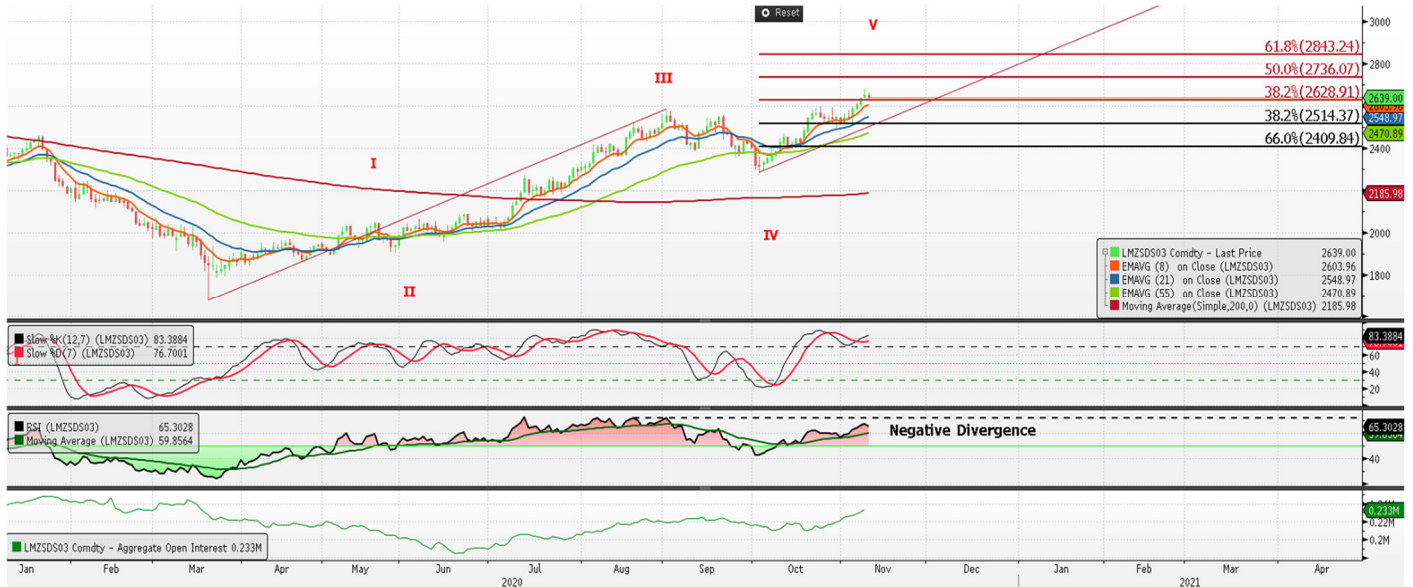 Reset
V
3000
61.8%(2843.24)
2800
50.0%(2736.07)
III
38.2%(2628.91)
2639.00
2603.96
38.2%(2514.37)
2548.97
2470.89
66.0%(2409.84)
2400
I
2185.98
IV
2000
II
1800
LMZSDS03 Comdty - Last Price 2639.00
EMAVG (8) on Close (LMZSDS03) 2603.96
EMAVG (21) on Close (LMZSDS03) 2548.97
EMAVG (55) on Close (LMZSDS03) 2470.89
Moving Average(Simple,200,0) (LMZSDS03) 2185.98
Slow %K(12,7) (LMZSDS03) 83.3884
Slow %D(7) (LMZSDS03) 76.7001
83.3884
60
40
20
RSI (LMZSDS03) 65.3028
Moving Average (LMZSDS03) 59.8564
Negative Divergence
65.3028
40
0.233M
0.22M
0.2M
LMZSDS03 Comdty - Aggregate Open Interest 0.233M
Jan Feb Mar Apr May Jun Jul Aug Sep Oct Nov Dec Jan Feb Mar Apr
2020 2021